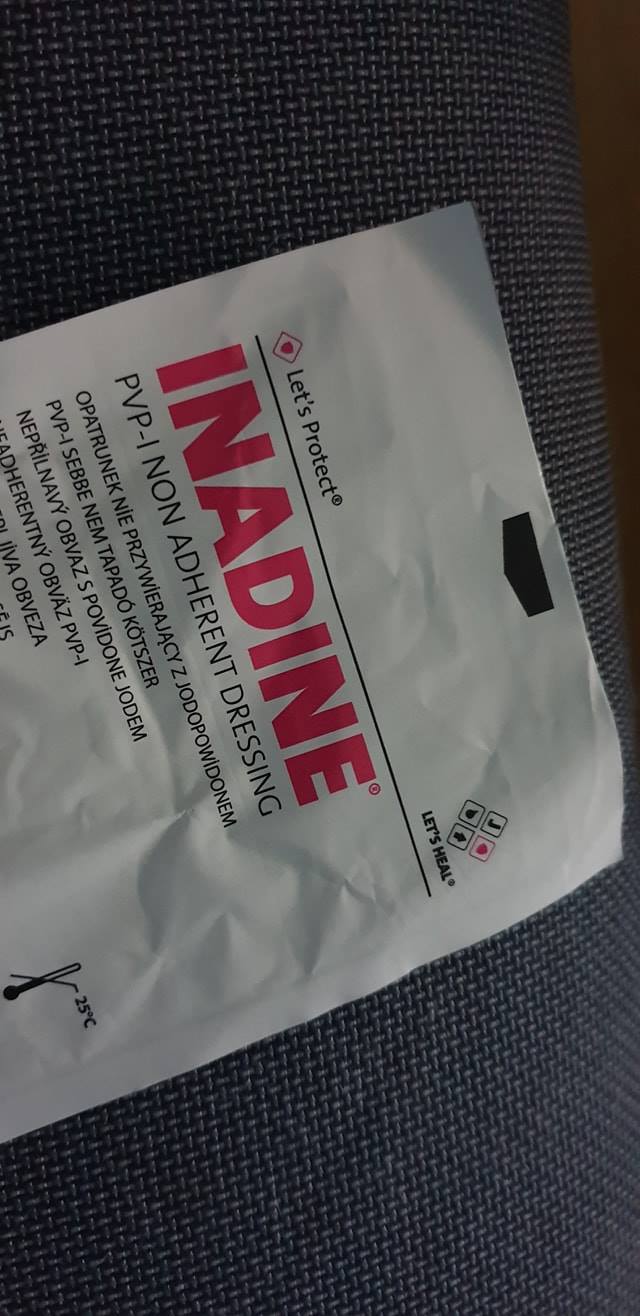 Let's Protect®
LET'S HEAL®
INADINE®
PVP-I NON ADHERENT DRESSING
OPATRUNEK NIE PRZYWIERAJĄCY Z JODOPOWIDONEM
PVP-I SEBBE NEM TAPADÓ KÖTSZER
NEPŘILNAVÝ OBVAZ S POVIDONE JODEM
NEADHERENTNÝ OBVÄZ PVP-I
OBVEZA
25°C